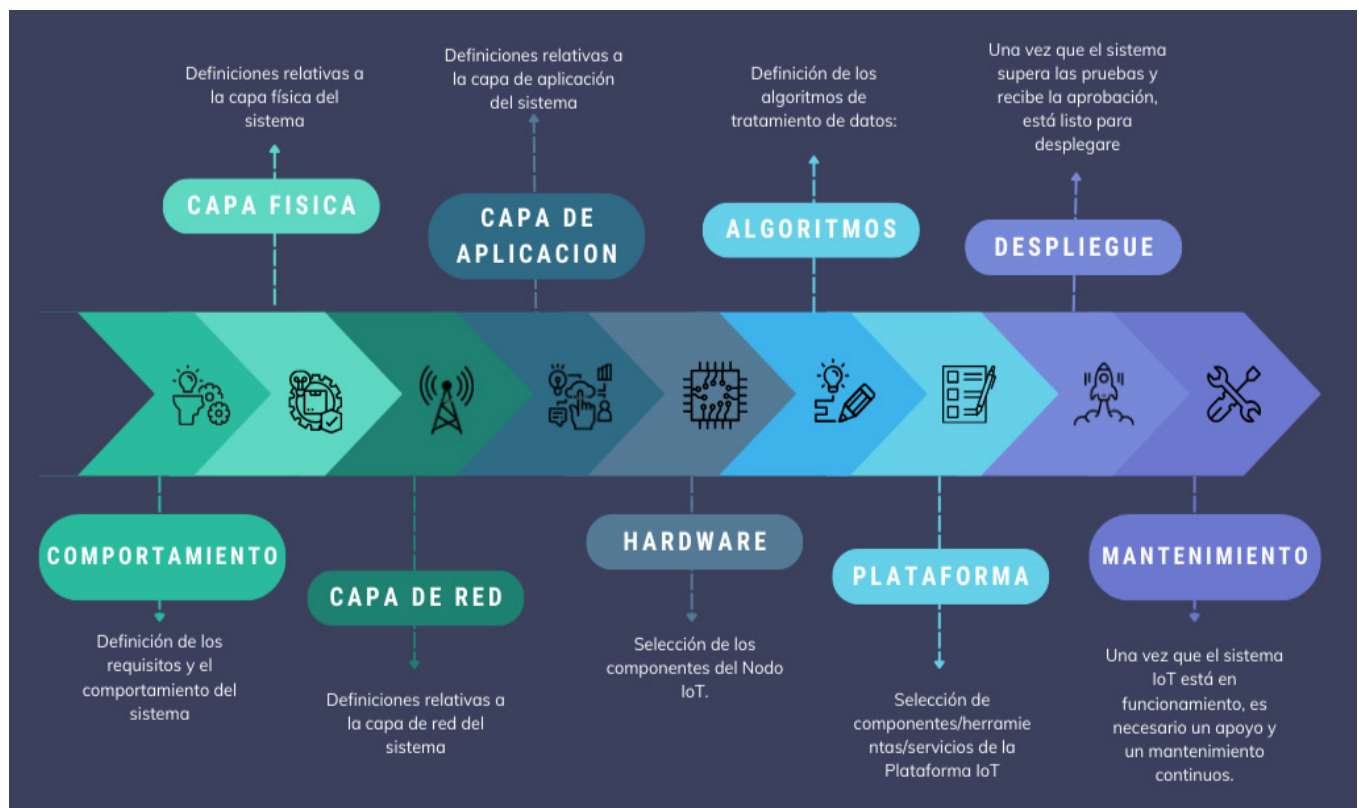 Definiciones relativas a
la capa física del
sistema
CAPA FISICA
Definiciones relativas a
la capa de aplicación
del sistema
CAPA DE
APLICACION
Definición de los
algoritmos de
tratamiento de datos:
ALGORITMOS
Una vez que el sistema
supera las pruebas y
recibe la aprobación,
está listo para
desplegare
DESPLIEGUE
COMPORTAMIENTO
Definición de los
requisitos y el
comportamiento del
sistema
CAPA DE RED
Definiciones relativas a
la capa de red del
sistema
HARDWARE
Selección de los
componentes del Nodo
IoT.
PLATAFORMA
Selección de
componentes/herramie
ntas/servicios de la
Plataforma IoT
MANTENIMIENTO
Una vez que el sistema
IoT está en
funcionamiento, es
necesario un apoyo y
un mantenimiento
continuos.